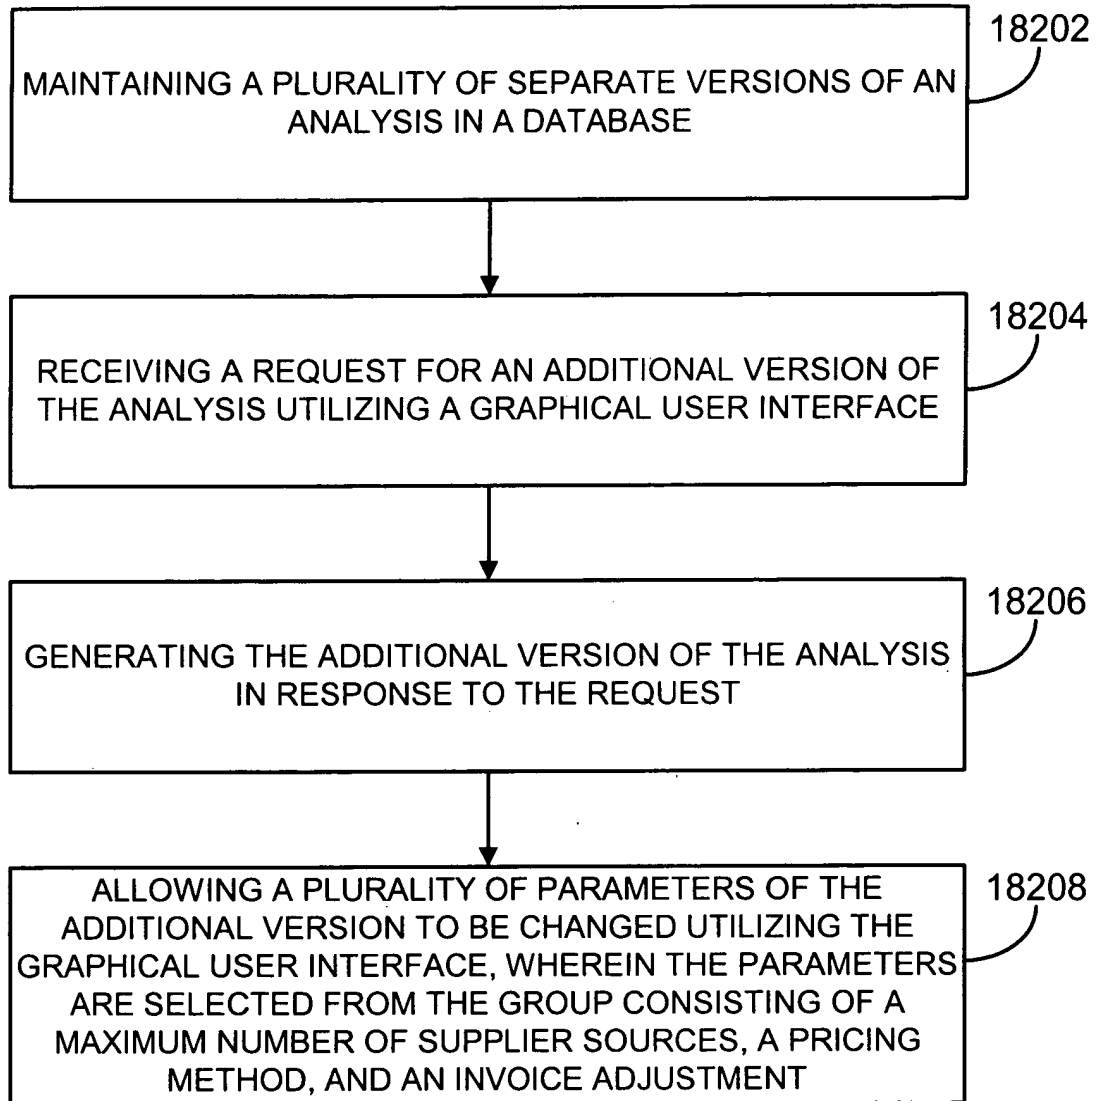 18202
MAINTAINING A PLURALITY OF SEPARATE VERSIONS OF AN
ANALYSIS IN A DATABASE
18204
RECEIVING A REQUEST FOR AN ADDITIONAL VERSION OF
THE ANALYSIS UTILIZING A GRAPHICAL USER INTERFACE
18206
GENERATING THE ADDITIONAL VERSION OF THE ANALYSIS
IN RESPONSE TO THE REQUEST
18208
ALLOWING A PLURALITY OF PARAMETERS OF THE
ADDITIONAL VERSION TO BE CHANGED UTILIZING THE
GRAPHICAL USER INTERFACE, WHEREIN THE PARAMETERS
ARE SELECTED FROM THE GROUP CONSISTING OF A
MAXIMUM NUMBER OF SUPPLIER SOURCES, A PRICING
METHOD, AND AN INVOICE ADJUSTMENT